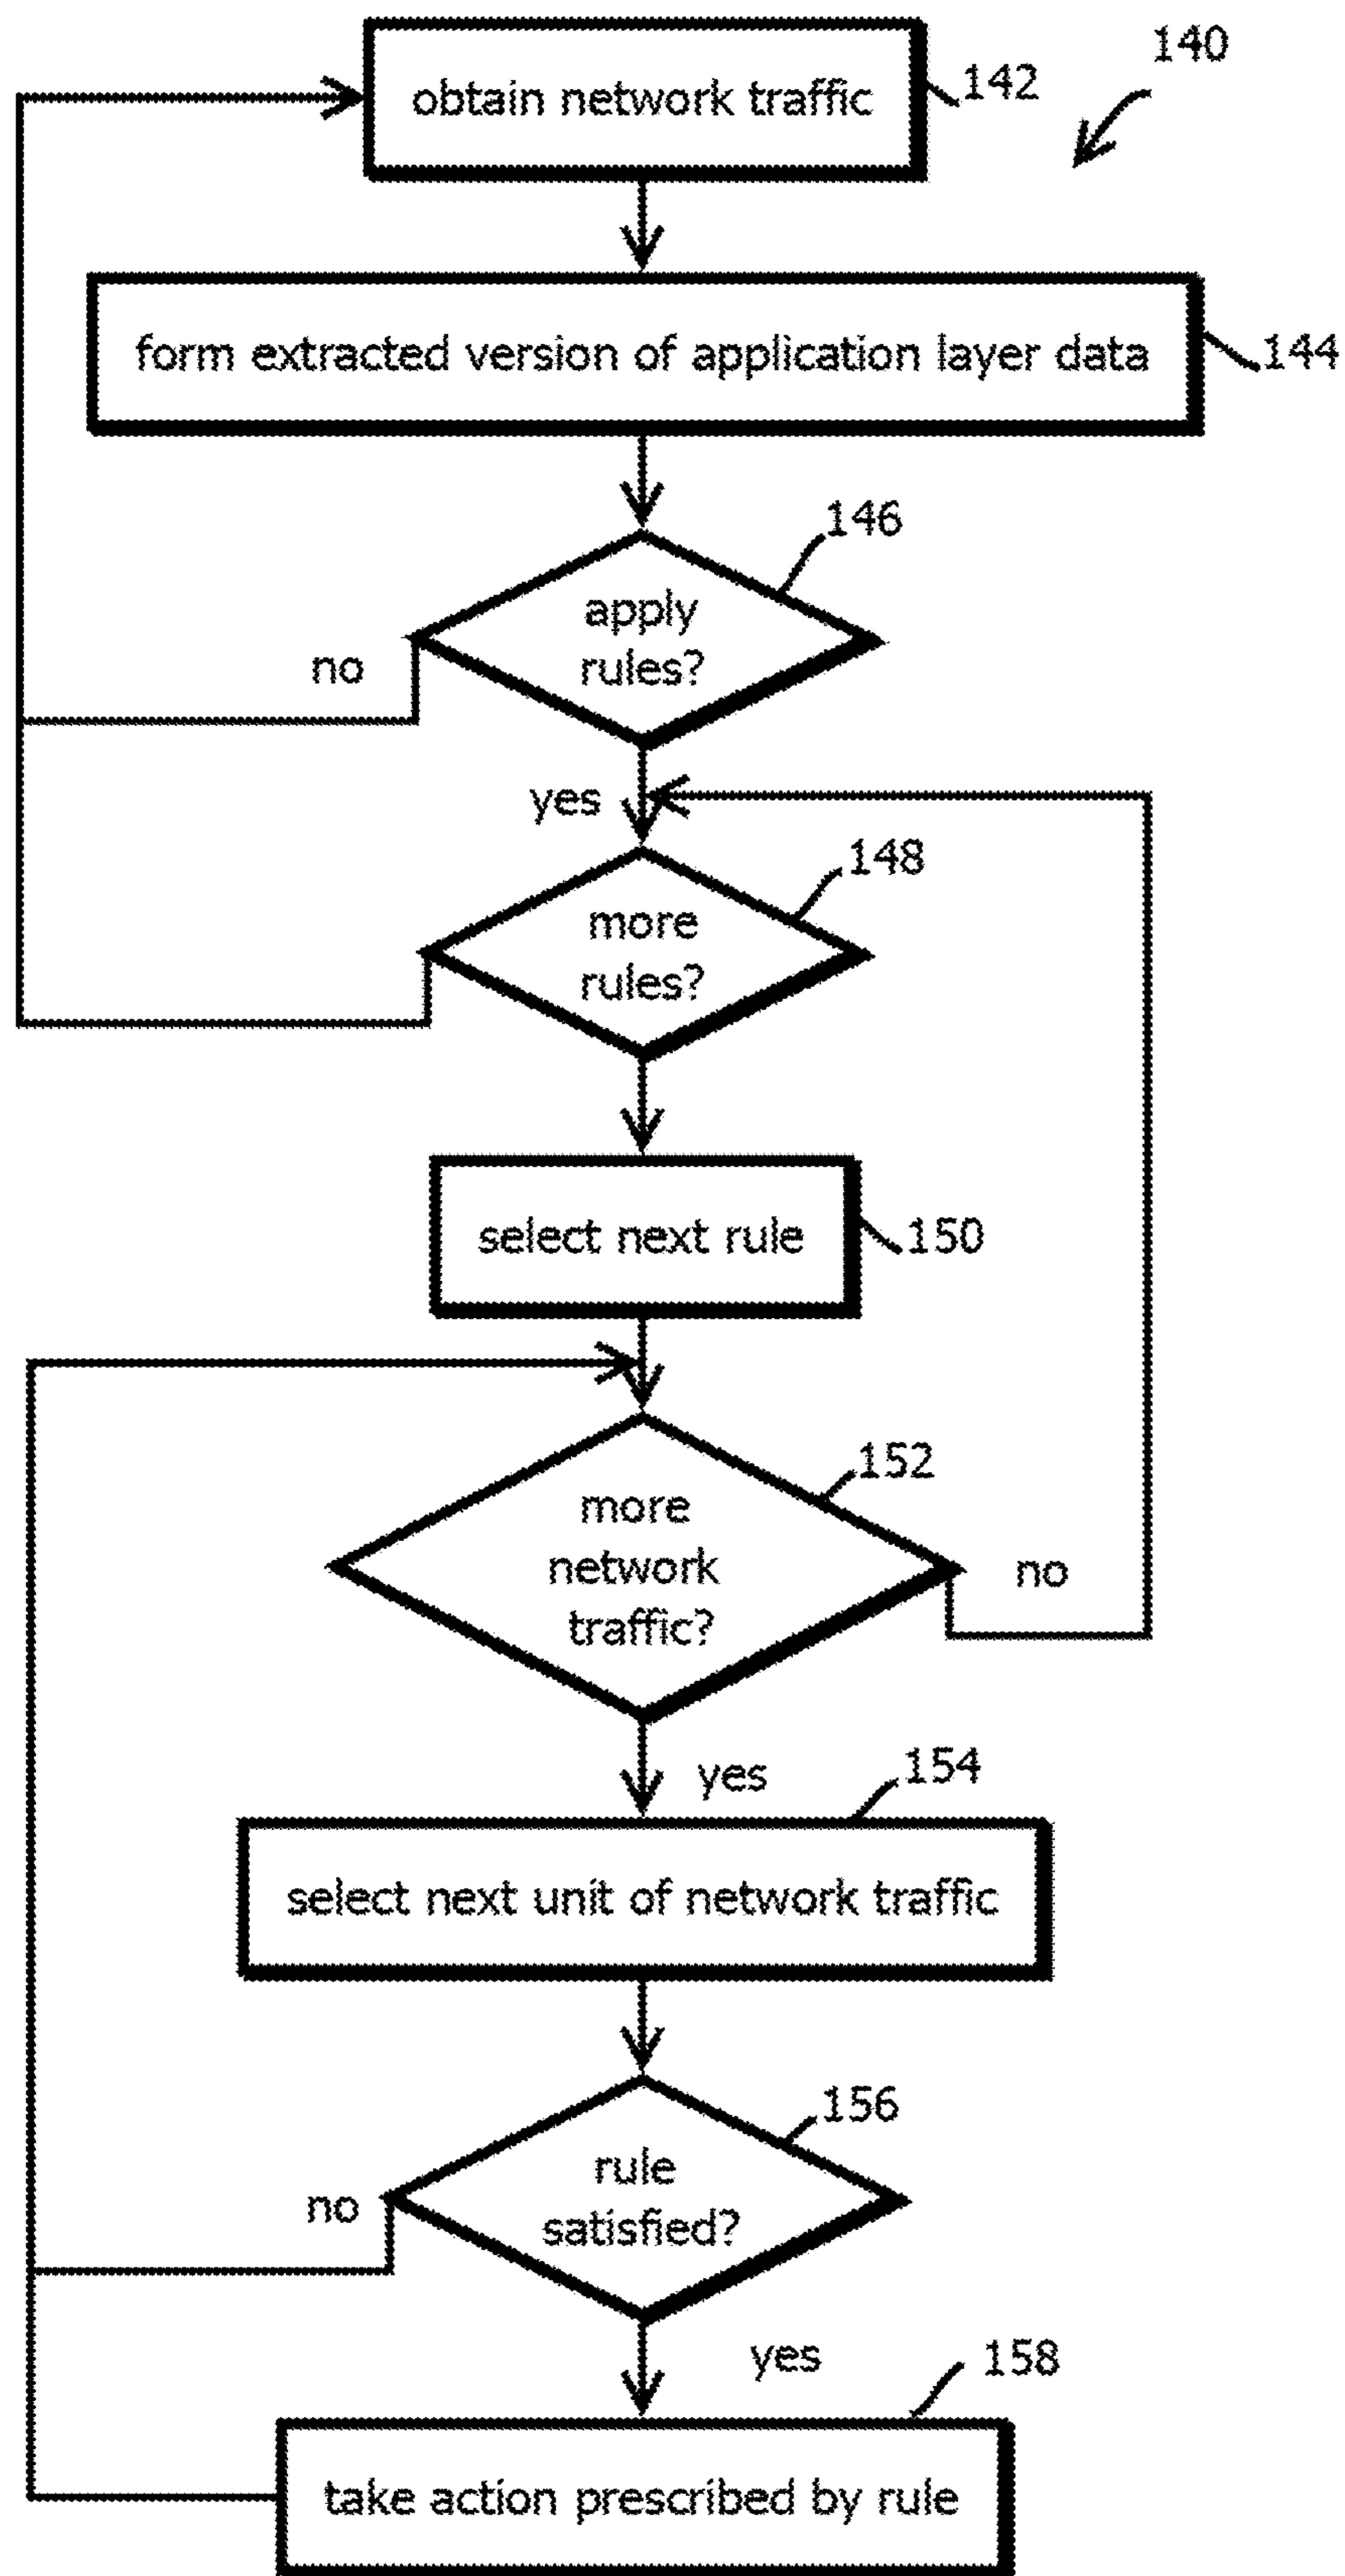 140
obtain network traffic
142
form extracted version of application layer data
144
146
apply
rules?
no
yes
148
more
rules?
select next rule
150
152
more
network
traffic?
no
yes
154
select next unit of network traffic
156
rule
satisfied?
no
yes
158
take action prescribed by rule